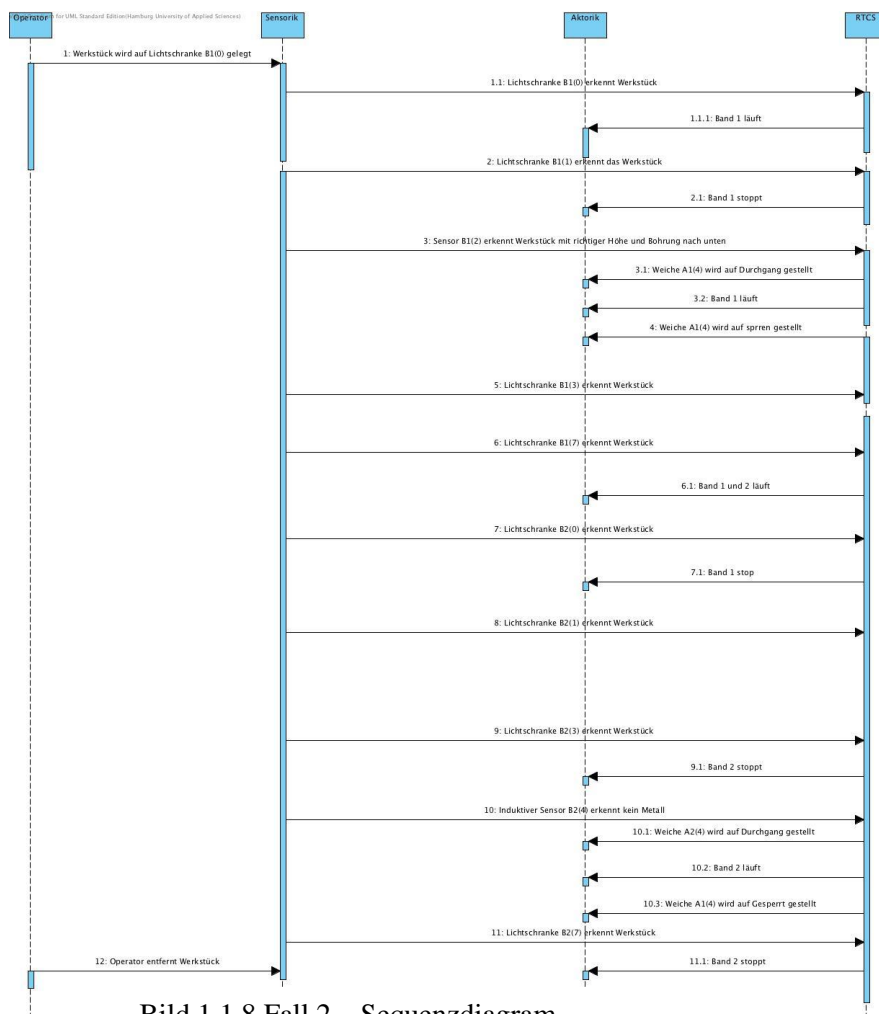 Operator
for UML Standard Edition(Hamburg University of Applied Sciences)
Sensorik
Aktorik
RTCS
1: Werkstück wird auf Lichtschranke B1(0) gelegt
1.1: Lichtschranke B1(0) erkennt Werkstück
1.1.1: Band 1 läuft
2: Lichtschranke B1(1) erkennt das Werkstück
2.1: Band 1 stoppt
3: Sensor B1(2) erkennt Werkstück mit richtiger Höhe und Bohrung nach unten
3.1: Weiche A1(4) wird auf Durchgang gestellt
3.2: Band 1 läuft
4: Weiche A1(4) wird auf sprren gestellt
5: Lichtschranke B1(3) erkennt Werkstück
6: Lichtschranke B1(7) erkennt Werkstück
6.1: Band 1 und 2 läuft
7: Lichtschranke B2(0) erkennt Werkstück
7.1: Band 1 stop
8: Lichtschranke B2(1) erkennt Werkstück
9: Lichtschranke B2(3) erkennt Werkstück
9.1: Band 2 stoppt
10: Induktiver Sensor B2(4) erkennt kein Metall
10.1: Weiche A2(4) wird auf Durchgang gestellt
10.2: Band 2 läuft
10.3: Weiche A1(4) wird auf Gesperrt gestellt
11: Lichtschranke B2(7) erkennt Werkstück
12: Operator entfernt Werkstück
11.1: Band 2 stoppt
Bild 1.1.8 Fall 2 – Sequenzdiagram